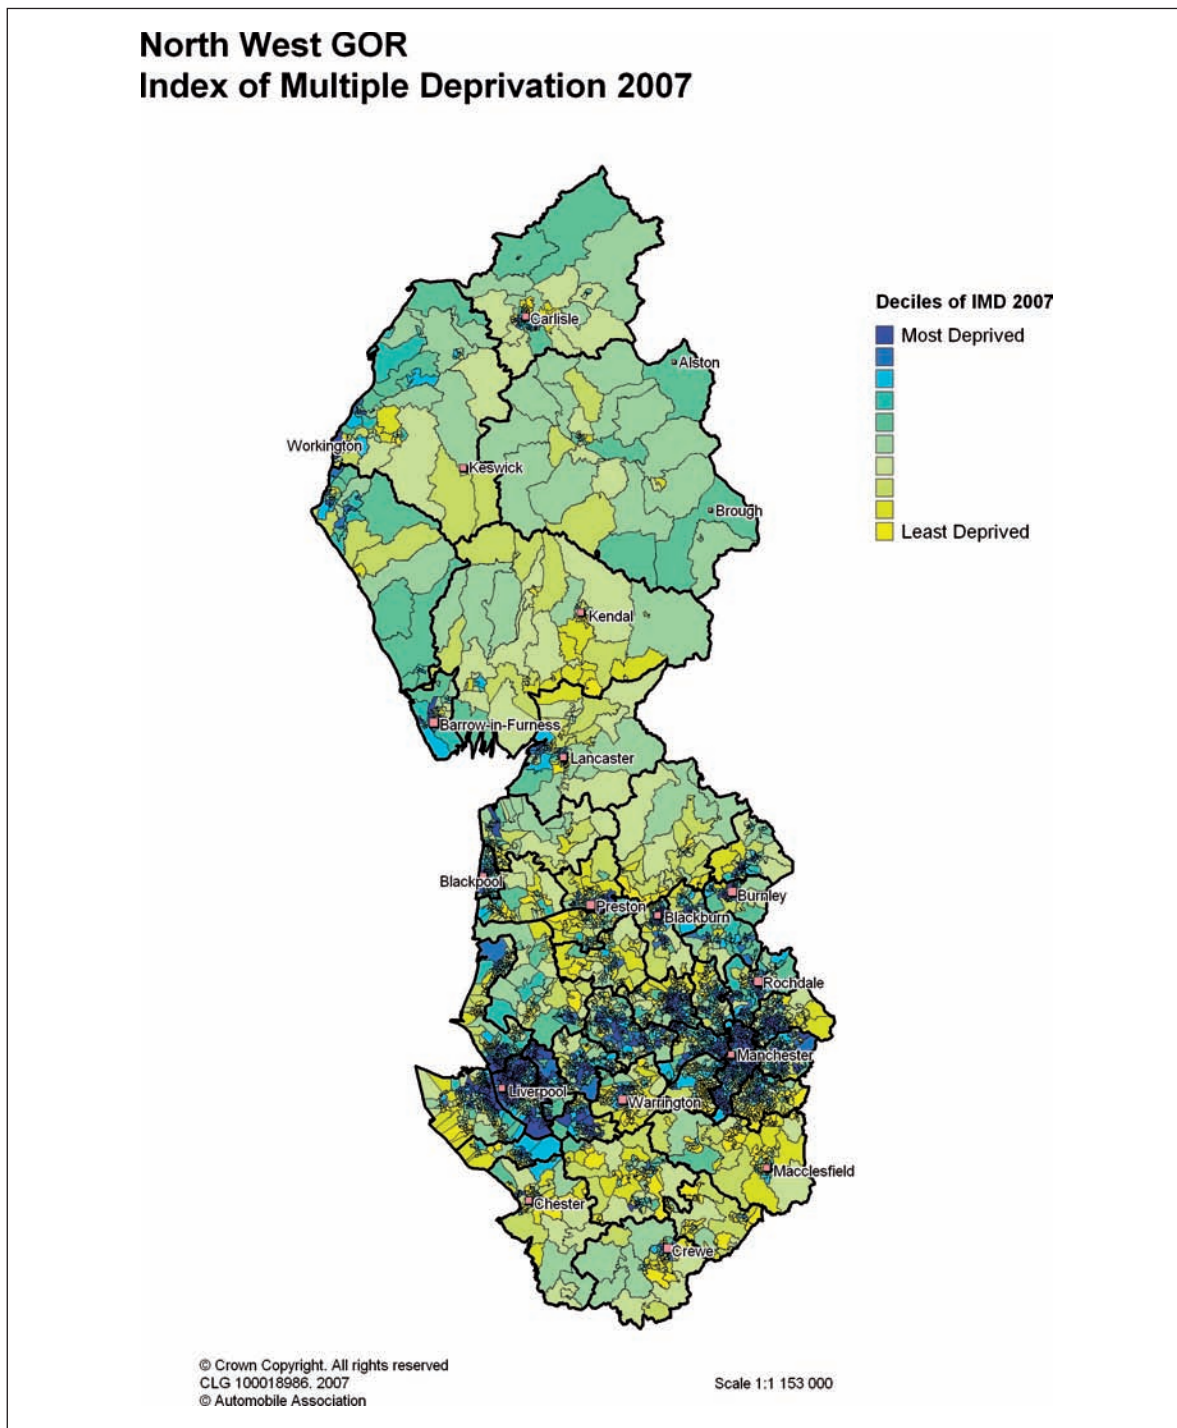 North West GOR
Index of Multiple Deprivation 2007
Deciles of IMD 2007
Most Deprived
Least Deprived
Carlisle
Alston
Workington
Keswick
Brough
Kendal
Barrow-in-Furness
Lancaster
Blackpool
Burnley
Preston
Blackburn
Rochdale
Manchester
Liverpool
Warrington
Macclesfield
Chester
Crewe
© Crown Copyright. All rights reserved
CLG 100018986, 2007
© Automobile Association
Scale 1:1 153 000